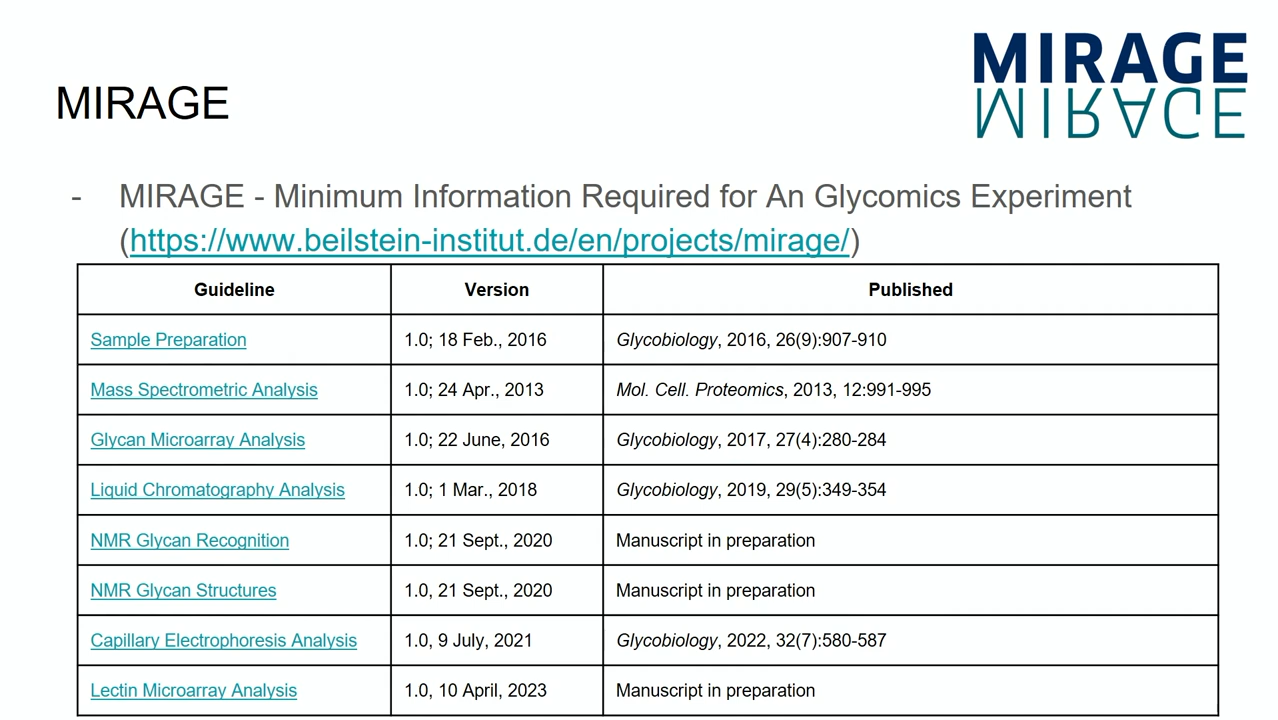 MIRAGE
MIRAGE
MIRAGE
- MIRAGE - Minimum Information Required for An Glycomics Experiment
(https://www.beilstein-institut.de/en/projects/mirage/)
Guideline Version Published
Sample Preparation 1.0; 18 Feb., 2016 Glycobiology, 2016, 26(9):907-910
Mass Spectrometric Analysis 1.0; 24 Apr., 2013 Mol. Cell. Proteomics, 2013, 12:991-995
Glycan Microarray Analysis 1.0; 22 June, 2016 Glycobiology, 2017, 27(4):280-284
Liquid Chromatography Analysis 1.0; 1 Mar., 2018 Glycobiology, 2019, 29(5):349-354
NMR Glycan Recognition 1.0; 21 Sept., 2020 Manuscript in preparation
NMR Glycan Structures 1.0, 21 Sept., 2020 Manuscript in preparation
Capillary Electrophoresis Analysis 1.0, 9 July, 2021 Glycobiology, 2022, 32(7):580-587
Lectin Microarray Analysis 1.0, 10 April, 2023 Manuscript in preparation